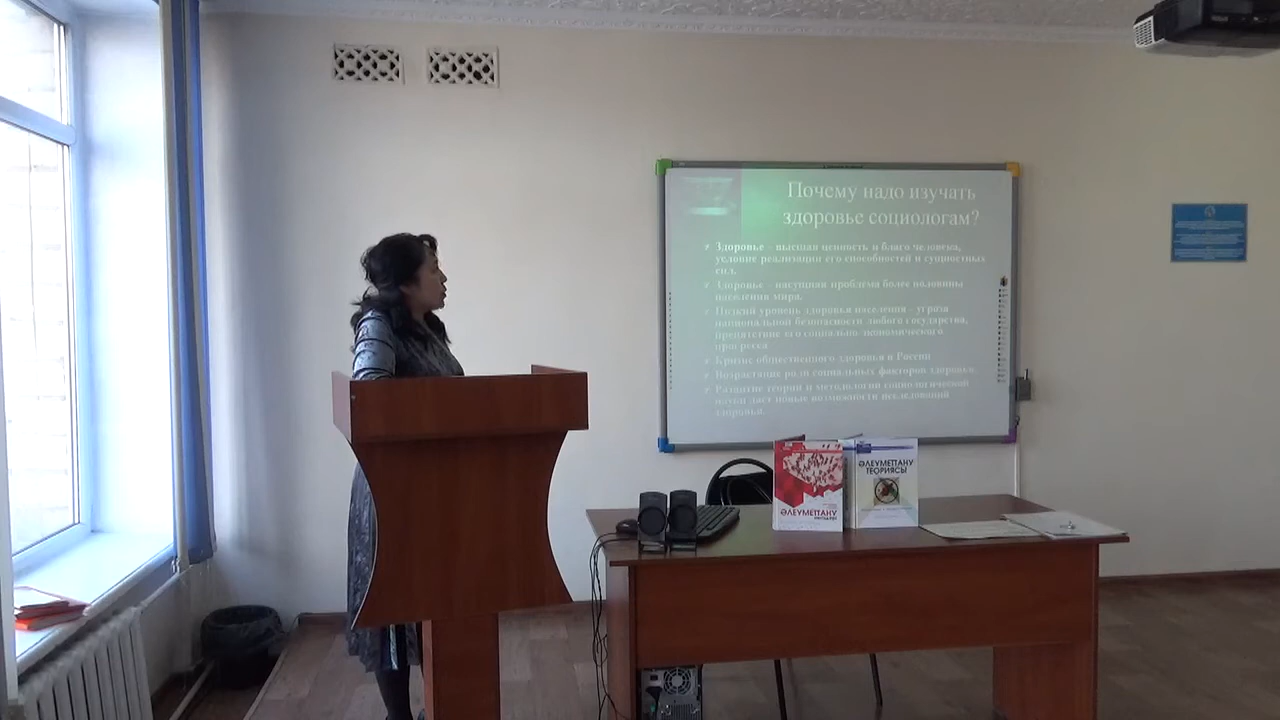 Почему надо изучать
здоровье социологам?
Здоровье – высшая ценность и благо человека,
условие реализации его способностей и сущностных
сил.
Здоровье – насущная проблема более половины
населения мира.
Низкий уровень здоровья населения – угроза
национальной безопасности любого государства,
препятствие его социально-экономического
прогресса
Кризис общественного здоровья в России
Возрастание роли социальных факторов здоровья.
Развитие теории и методологии социологической
науки дает новые возможности исследований
здоровья.
ӘЛЕУМЕТТАНУ
ӘЛЕУМЕТТАНУ
ТЕОРИЯСЫ